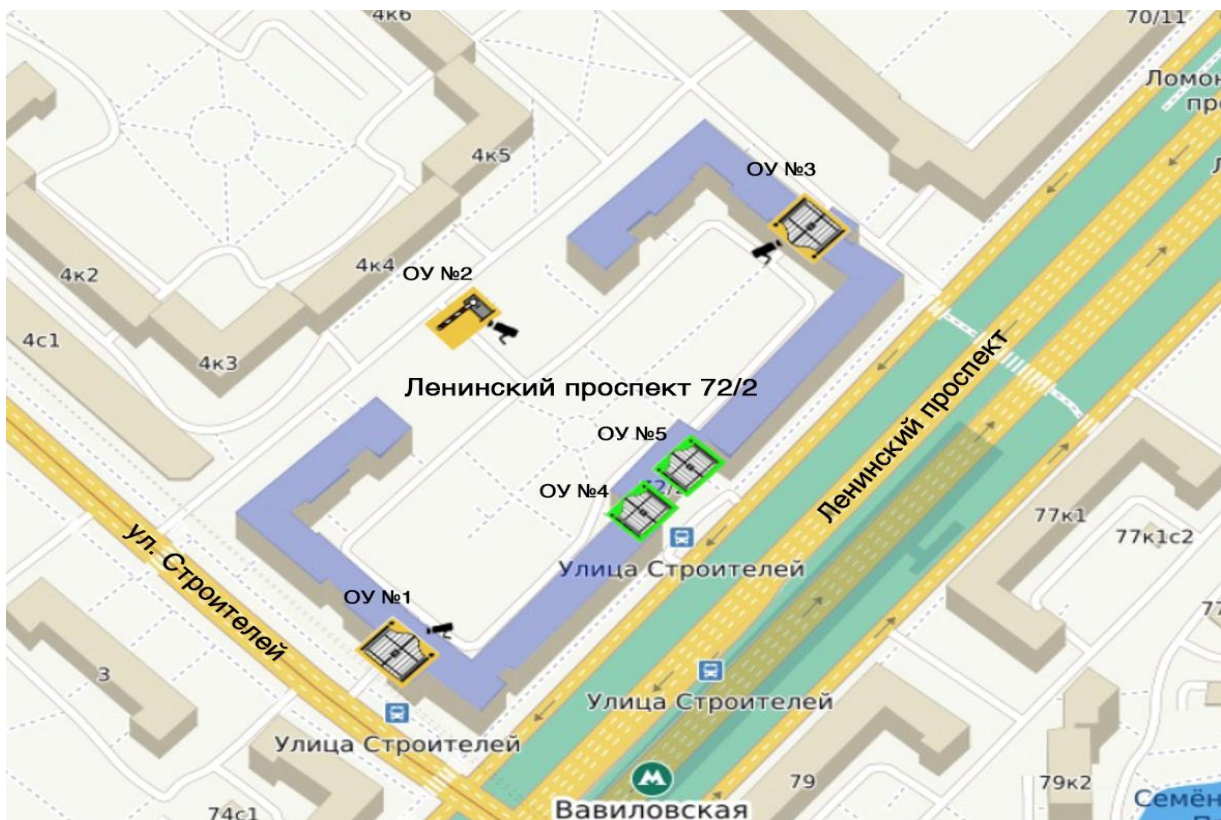 4к6
70/11
Ломон
про
4к5
ОУ №3
Л
4к2
4к4
ОУ №2
4с1
4к3
Ленинский проспект
Ленинский проспект 72/2
ОУ №5
ОУ №4
77к1
77к1с2
Улица Строителей
ул. Строителей
ОУ №1
77
3
Улица Строителей
Улица Строителей
79
79к2
Семён
74с1
Вавиловская